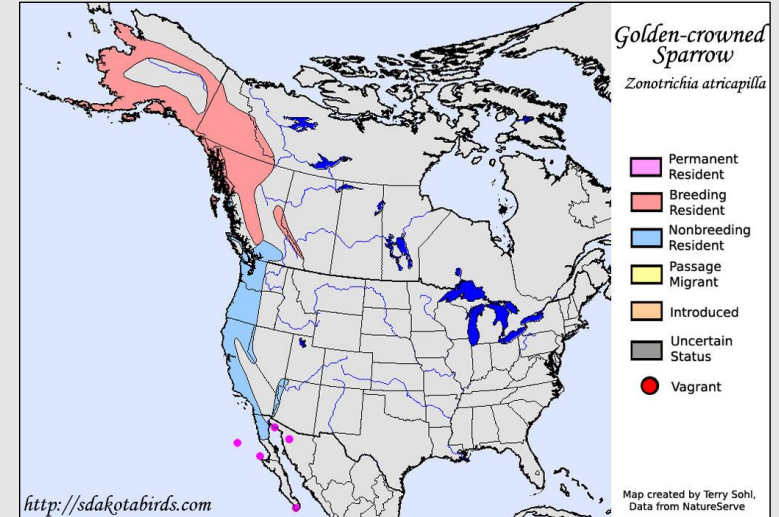 Golden-crowned
Sparrow
Zonotrichia atricapilla
Permanent
Resident
Breeding
Resident
Nonbreeding
Resident
Passage
Migrant
Introduced
Uncertain
Status
Vagrant
http://sdakotabirds.com
Map created by Terry Sohl,
Data from NatureServe